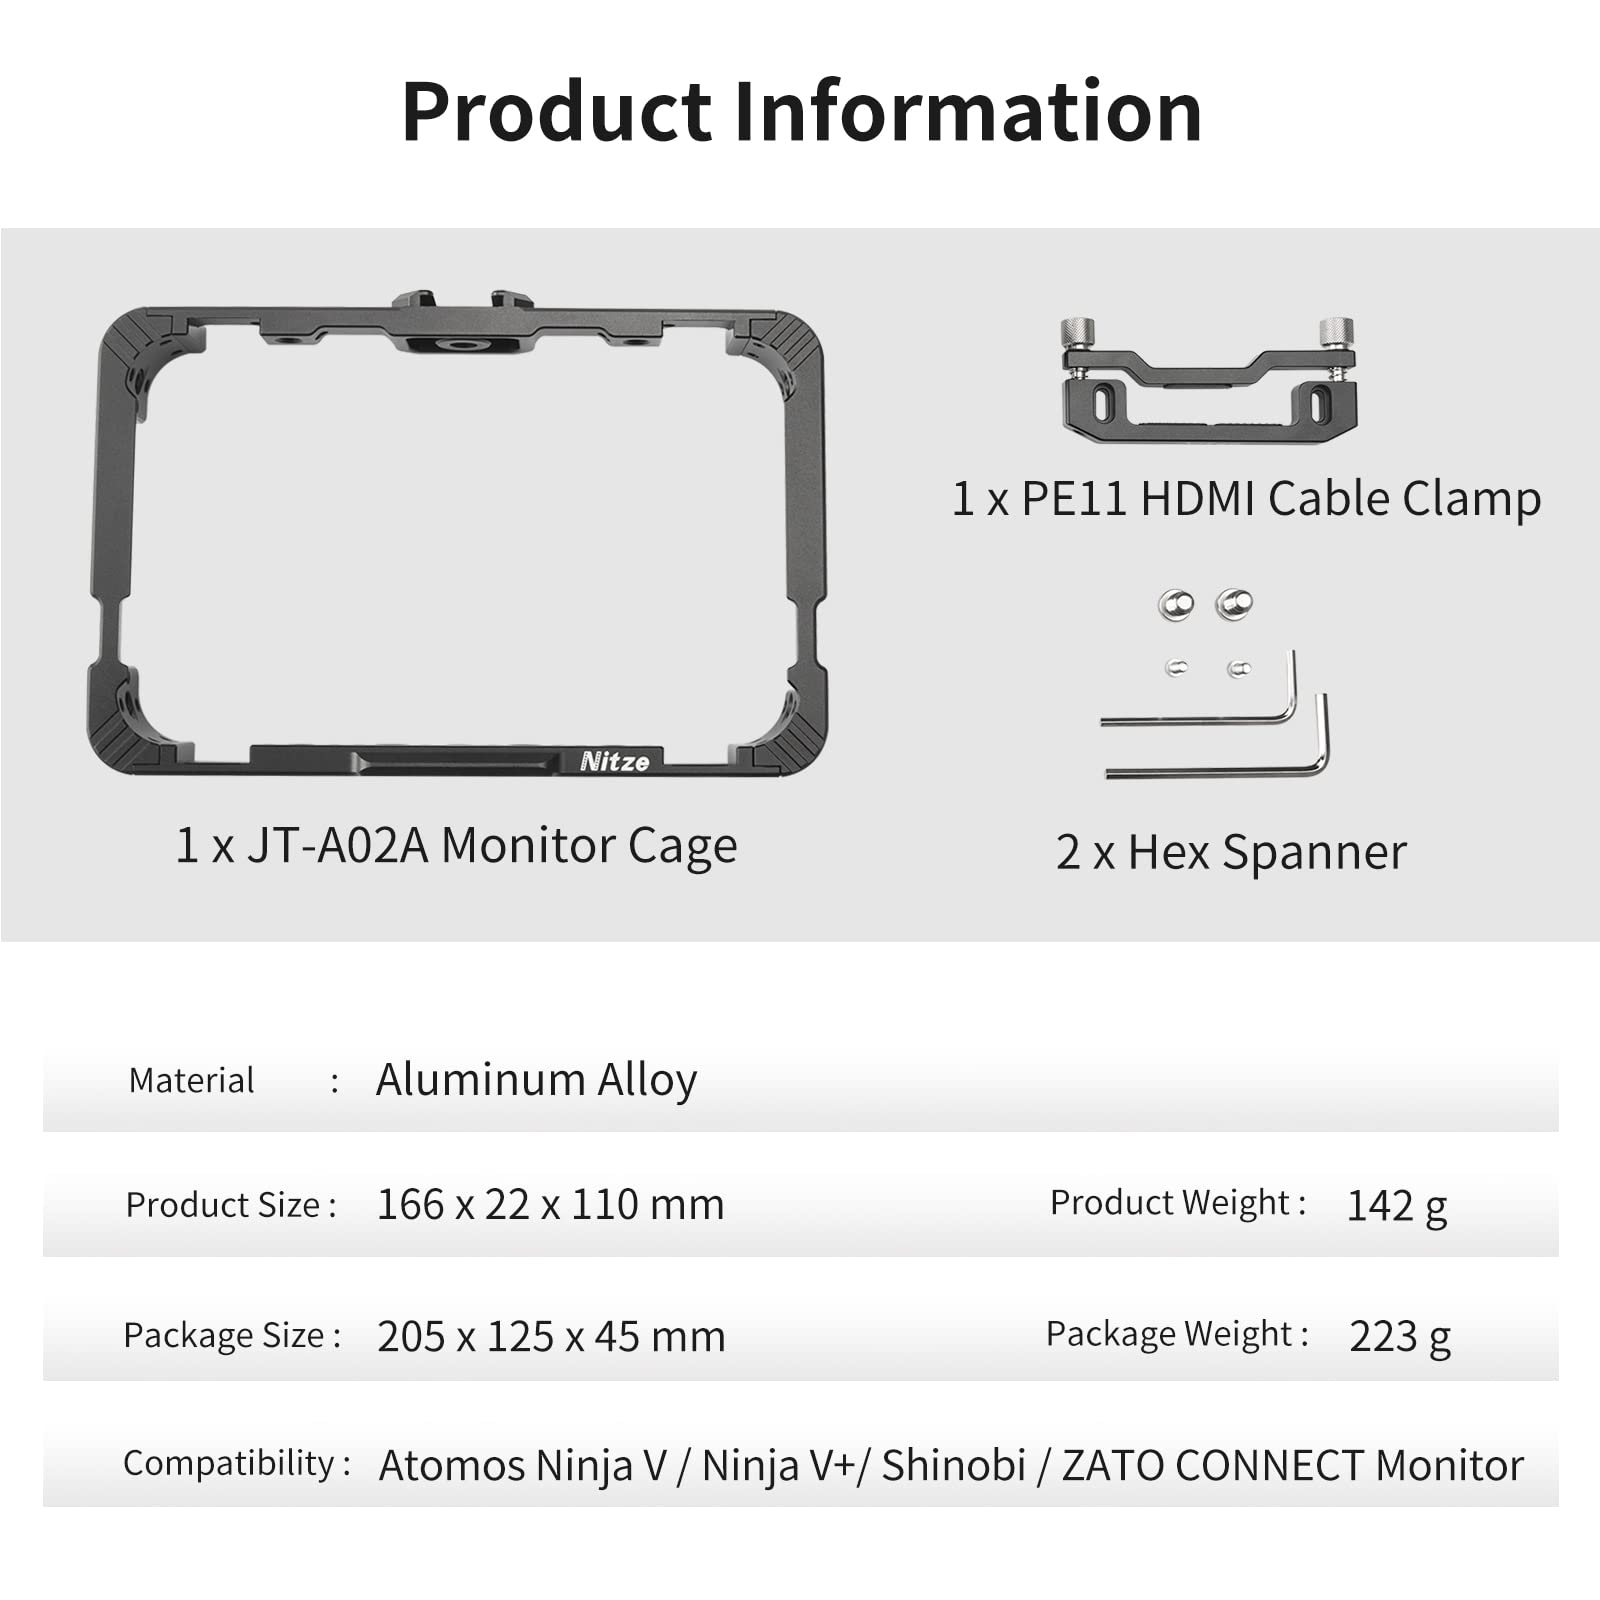 Product Information
Nitze
1 x JT-A02A Monitor Cage
1 x PE11 HDMI Cable Clamp
2 x Hex Spanner
Material : Aluminum Alloy
Product Size : 166 x 22 x 110 mm
Product Weight : 142 g
Package Size : 205 x 125 x 45 mm
Package Weight : 223 g
Compatibility : Atomos Ninja V / Ninja V+/ Shinobi / ZATO CONNECT Monitor